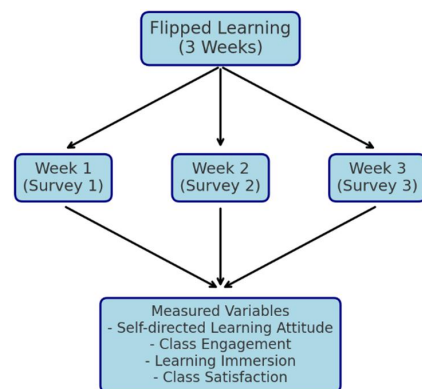 Flipped Learning
(3 Weeks)
Week 1
(Survey 1)
Week 2
(Survey 2)
Week 3
(Survey 3)
Measured Variables
- Self-directed Learning Attitude
- Class Engagement
- Learning Immersion
- Class Satisfaction